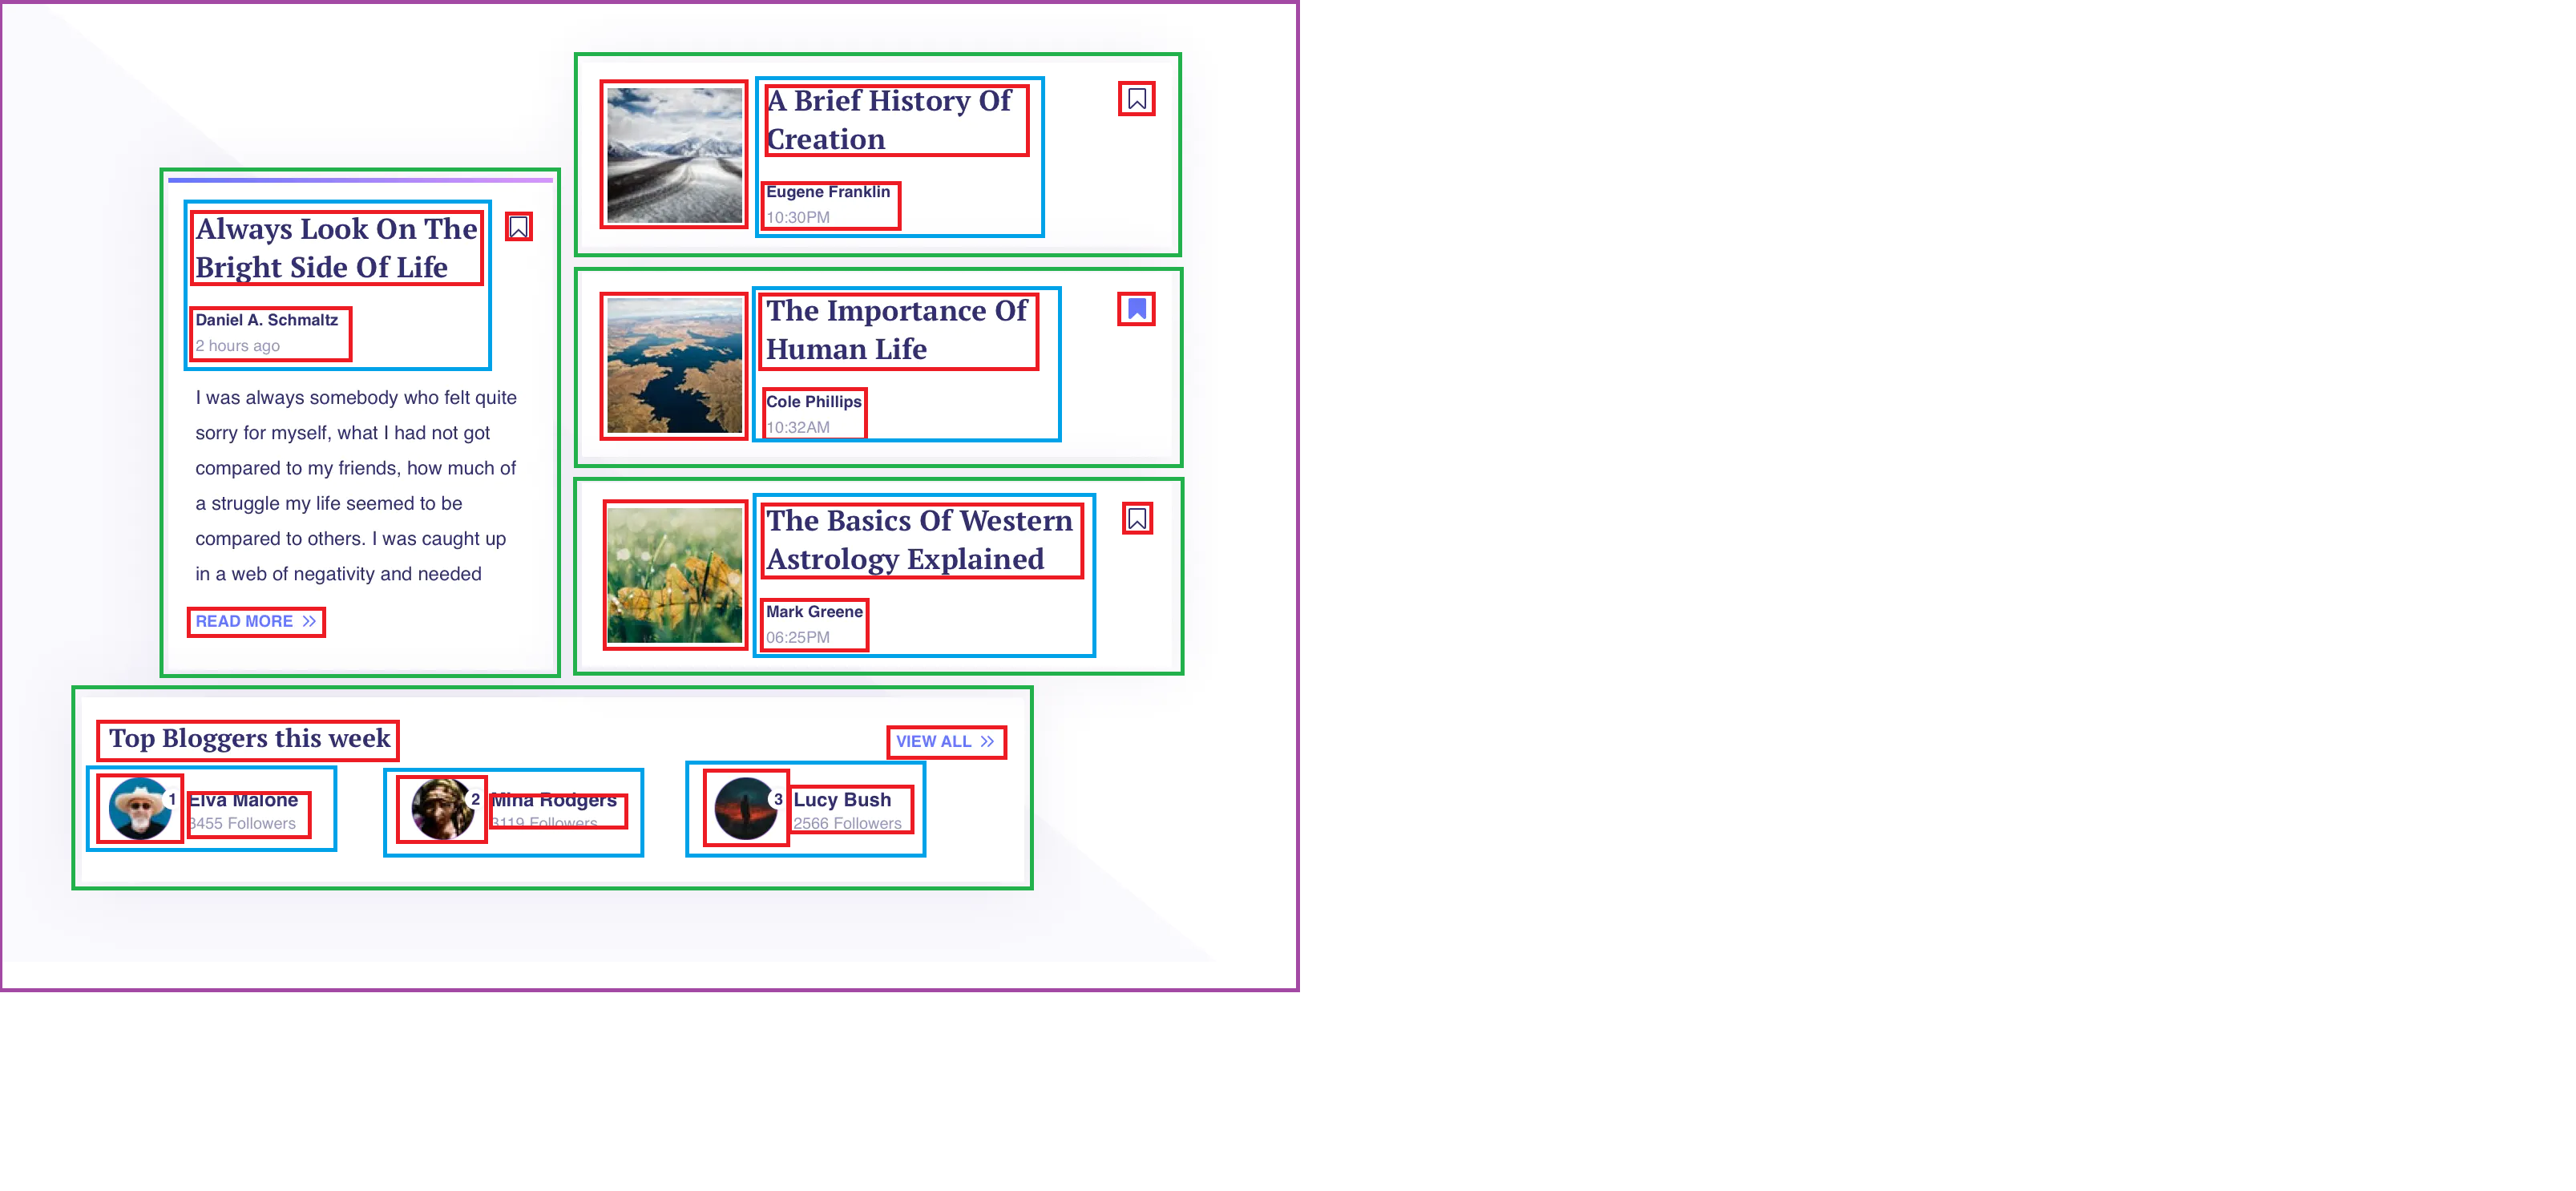 A Brief History Of
Creation
Eugene Franklin
10:30PM
Always Look On The
Bright Side Of Life
Daniel A. Schmaltz
2 hours ago
I was always somebody who felt quite
sorry for myself, what I had not got
compared to my friends, how much of
a struggle my life seemed to be
compared to others. I was caught up
in a web of negativity and needed
READ MORE
The Importance Of
Human Life
Cole Phillips
10:32AM
The Basics Of Western
Astrology Explained
Mark Greene
06:25PM
Top Bloggers this week
VIEW ALL
1
Elva Malone
3455 Followers
2
Mina Rodgers
3119 Followers
3
Lucy Bush
2566 Followers